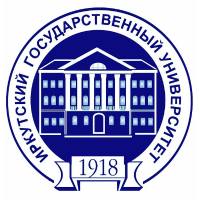 ИРКУТСКИЙ ГОСУДАРСТВЕННЫЙ УНИВЕРСИТЕТ
1918